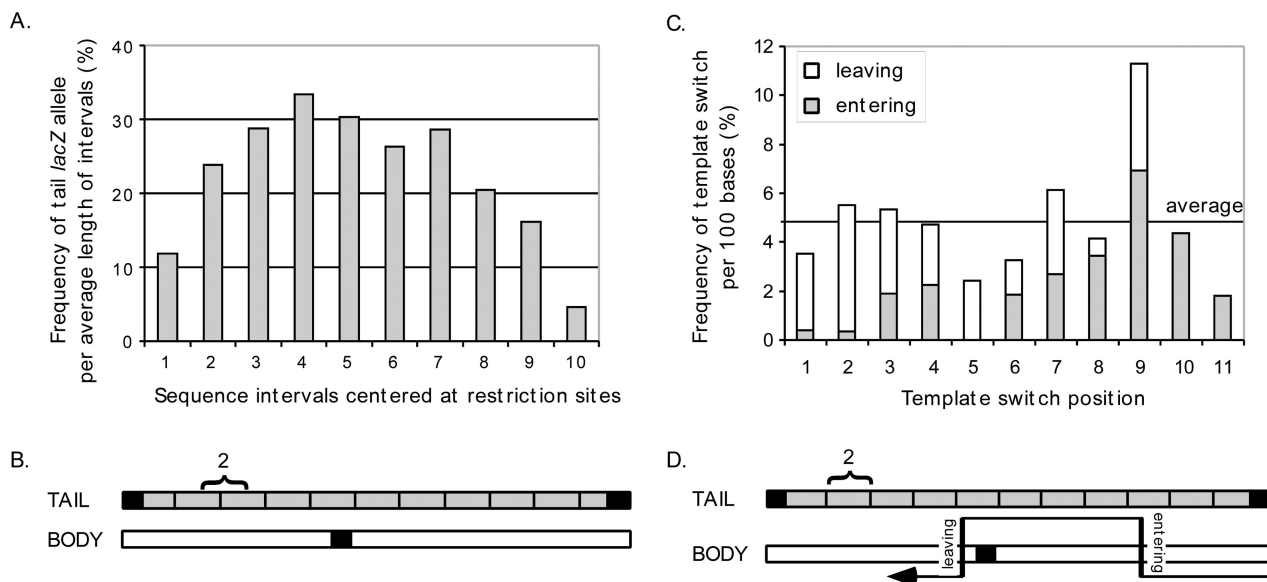 A.
Frequency of tail lacZ allele
per average length of intervals (%)
40
30
20
10
0
1 2 3 4 5 6 7 8 9 10
Sequence intervals centered at restriction sites
B.
2
TAIL
BODY
C.
Frequency of template switch
per 100 bases (%)
12
10
8
6
4
2
0
leaving
entering
average
1 2 3 4 5 6 7 8 9 10 11
Template switch position
D.
2
TAIL
BODY
leaving
entering